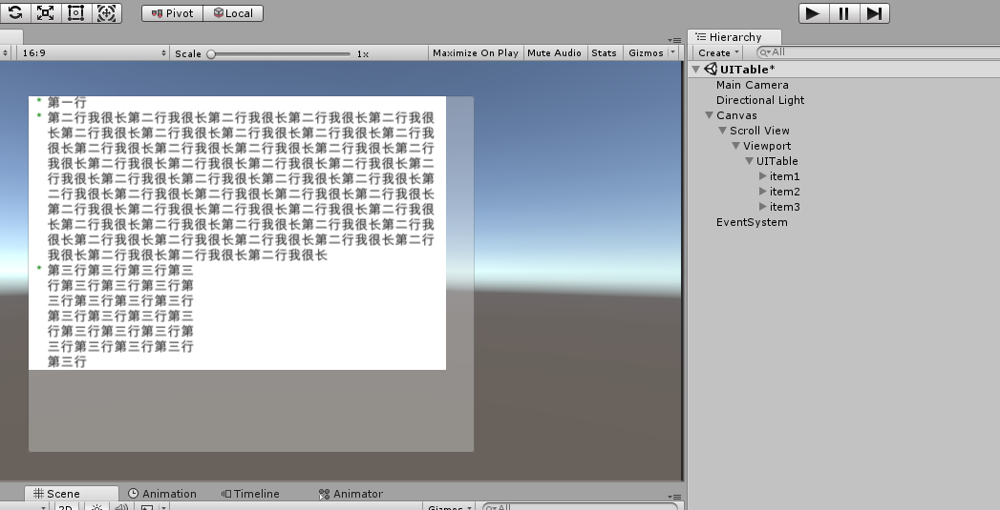 Pivot Local
16:9 Scale 1x Maximize On Play Mute Audio Stats Gizmos
* 第一行
* 第二行我很长第二行我很长第二行我很长第二行我很长第二行我很
长第二行我很长第二行我很长第二行我很长第二行我很长第二行我
很长第二行我很长第二行我很长第二行我很长第二行我很长第二行
我很长第二行我很长第二行我很长第二行我很长第二行我很长第二
行我很长第二行我很长第二行我很长第二行我很长第二行我很长第
二行我很长第二行我很长第二行我很长第二行我很长第二行我很长
第二行我很长第二行我很长第二行我很长第二行我很长第二行我很
长第二行我很长第二行我很长第二行我很长第二行我很长第二行我
很长第二行我很长第二行我很长第二行我很长第二行我很长第二行
我很长第二行我很长第二行我很长第二行我很长
* 第三行第三行第三行第三
行第三行第三行第三行第
三行第三行第三行第三行
第三行第三行第三行第三
行第三行第三行第三行第
三行第三行第三行第三行
第三行
Hierarchy
Create All
UITable*
Main Camera
Directional Light
Canvas
Scroll View
Viewport
UITable
item1
item2
item3
EventSystem
Scene Animation Timeline Animator
2D Gizmos All